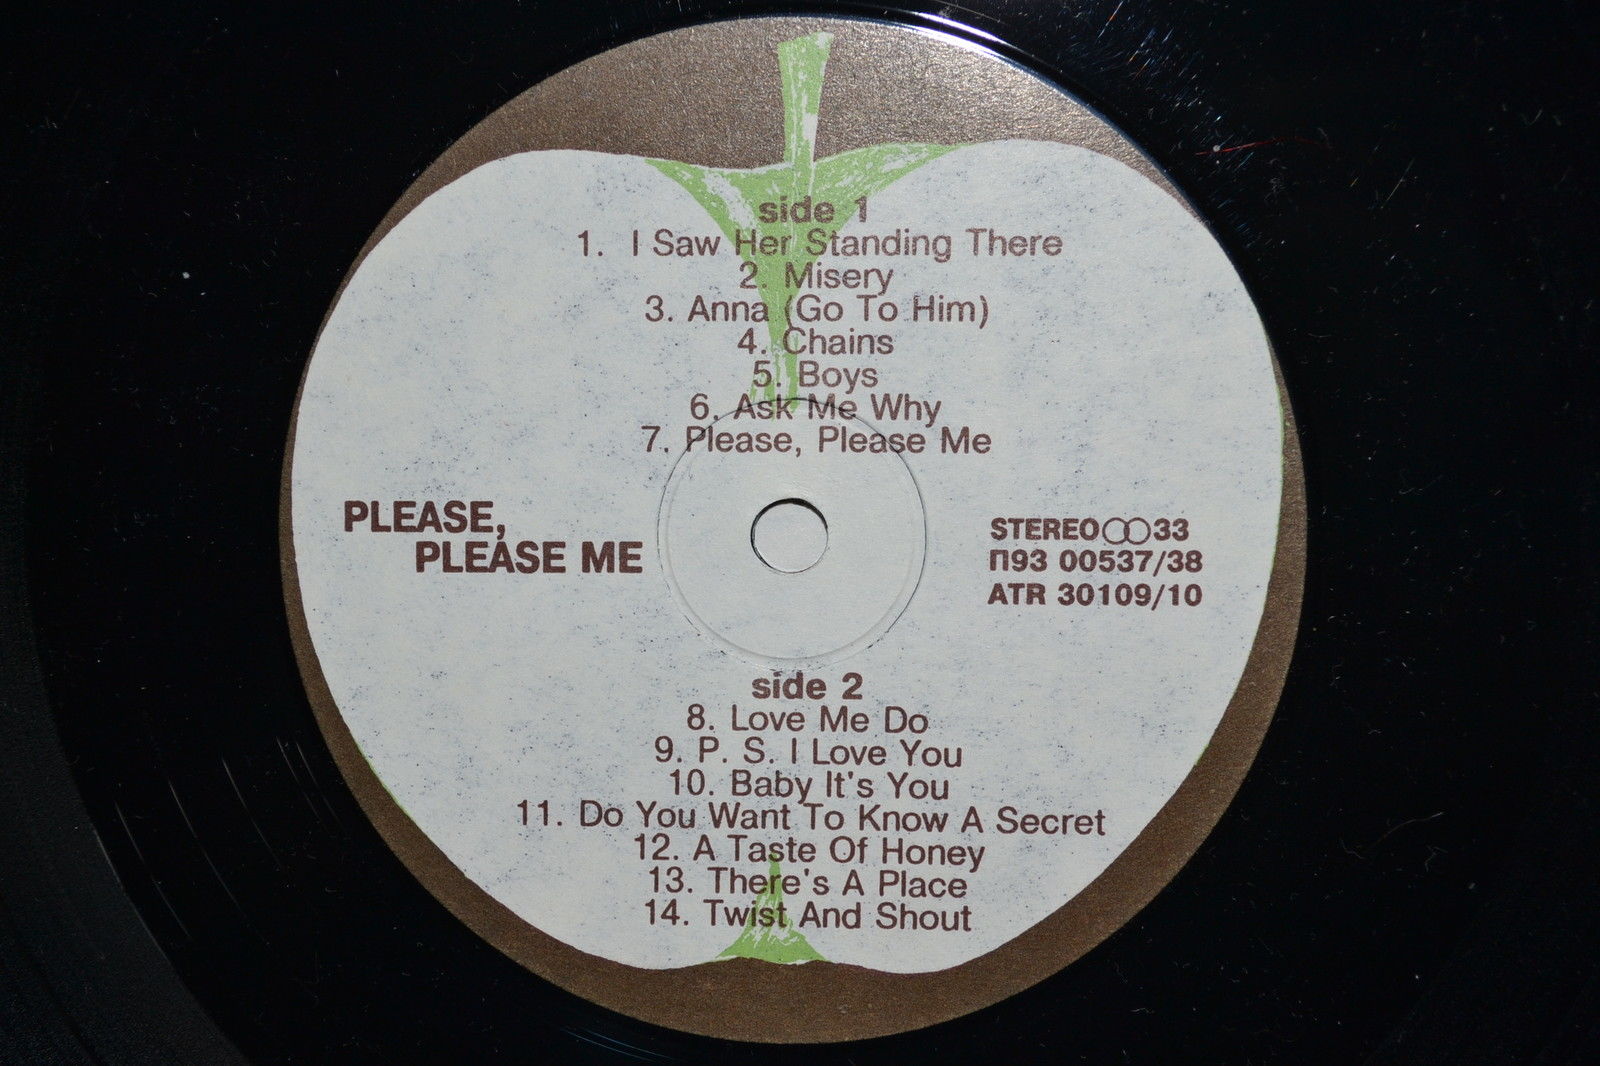 side 1
1. I Saw Her Standing There
2. Misery
3. Anna (Go To Him)
4. Chains
5. Boys
6. Ask Me Why
7. Please, Please Me
PLEASE,
PLEASE ME
STEREO 33
П93 00537/38
ATR 30109/10
side 2
8. Love Me Do
9. P. S. I Love You
10. Baby It's You
11. Do You Want To Know A Secret
12. A Taste Of Honey
13. There's A Place
14. Twist And Shout